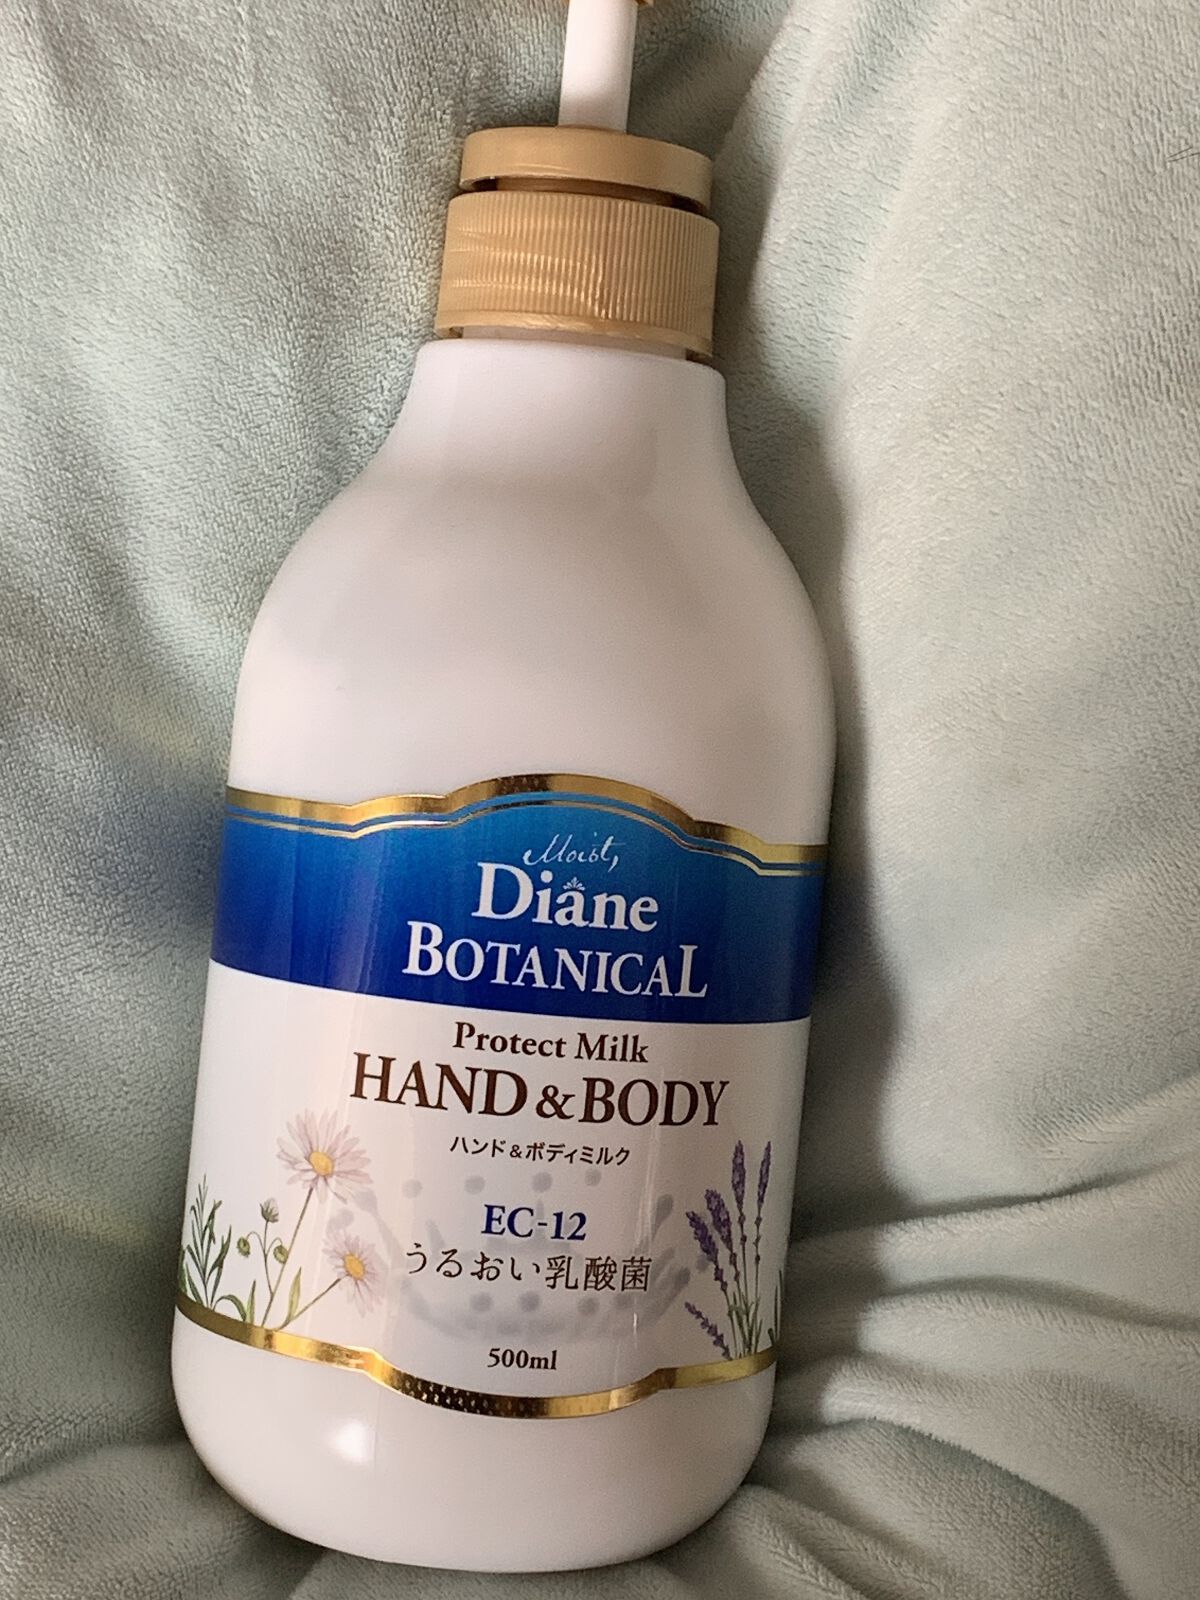 Moist,
Diane
BOTANICAL
Protect Milk
HAND & BODY
ハンド&ボディミルク
EC-12
うるおい乳酸菌
500ml